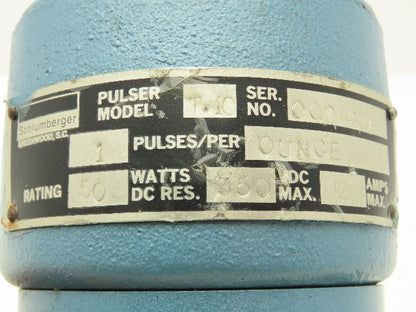 Schlumberger
GREENWOOD, S.C.
PULSER
MODEL
SER.
NO.
1 PULSES/PER OUNCE
RATING 50 WATTS
DC RES. 350 VDC
MAX. AMPS
MAX.